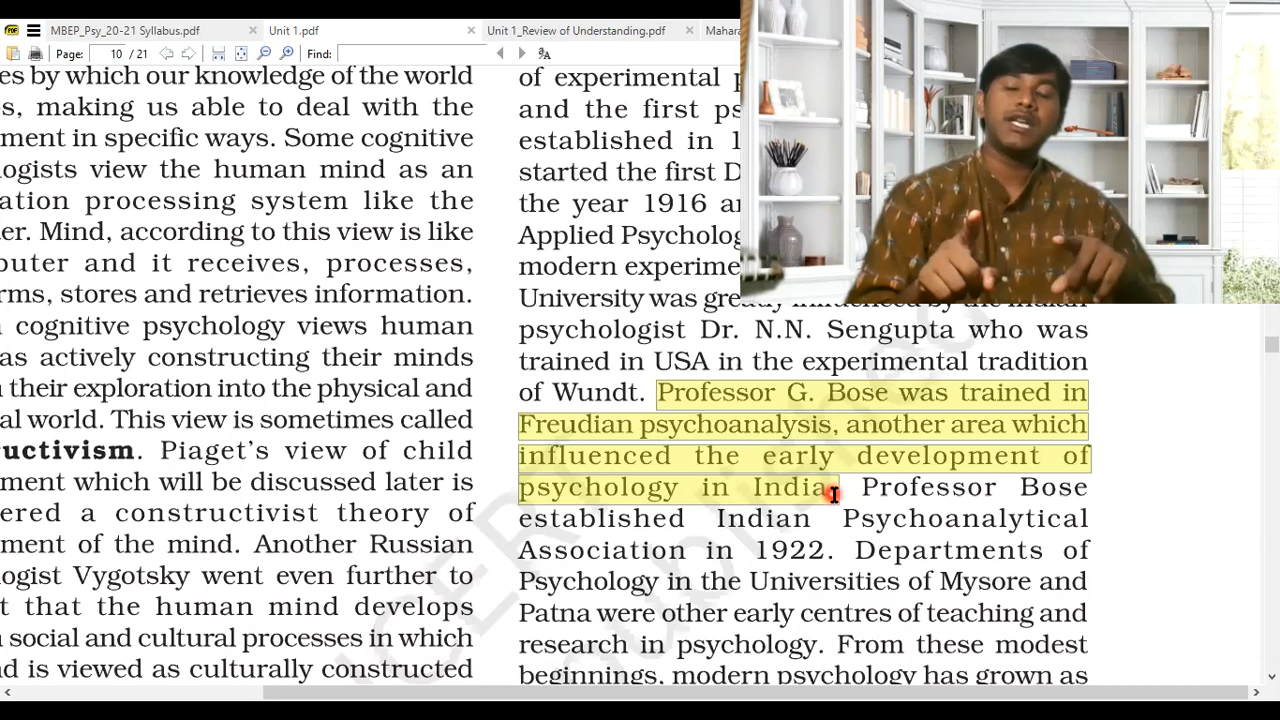 MBEP_Psy_20-21 Syllabus.pdf
Unit 1.pdf
Unit 1_Review of Understanding.pdf
Mahara
Page:
10 / 21
Find:
es by which our knowledge of the world
s, making us able to deal with the
ment in specific ways. Some cognitive
logists view the human mind as an
ation processing system like the
er. Mind, according to this view is like
puter and it receives, processes,
rms, stores and retrieves information.
cognitive psychology views human
as actively constructing their minds
their exploration into the physical and
al world. This view is sometimes called
uctivism. Piaget's view of child
ment which will be discussed later is
ered a constructivist theory of
ment of the mind. Another Russian
logist Vygotsky went even further to
t that the human mind develops
social and cultural processes in which
nd is viewed as culturally constructed
of experimental p
and the first ps
established in 1
started the first D
the year 1916 a
Applied Psycholog
modern experime
University was greatly influenced by the Indian
psychologist Dr. N.N. Sengupta who was
trained in USA in the experimental tradition
of Wundt. Professor G. Bose was trained in
Freudian psychoanalysis, another area which
influenced the early development of
psychology in India. Professor Bose
established Indian Psychoanalytical
Association in 1922. Departments of
Psychology in the Universities of Mysore and
Patna were other early centres of teaching and
research in psychology. From these modest
beginnings, modern psychology has grown as